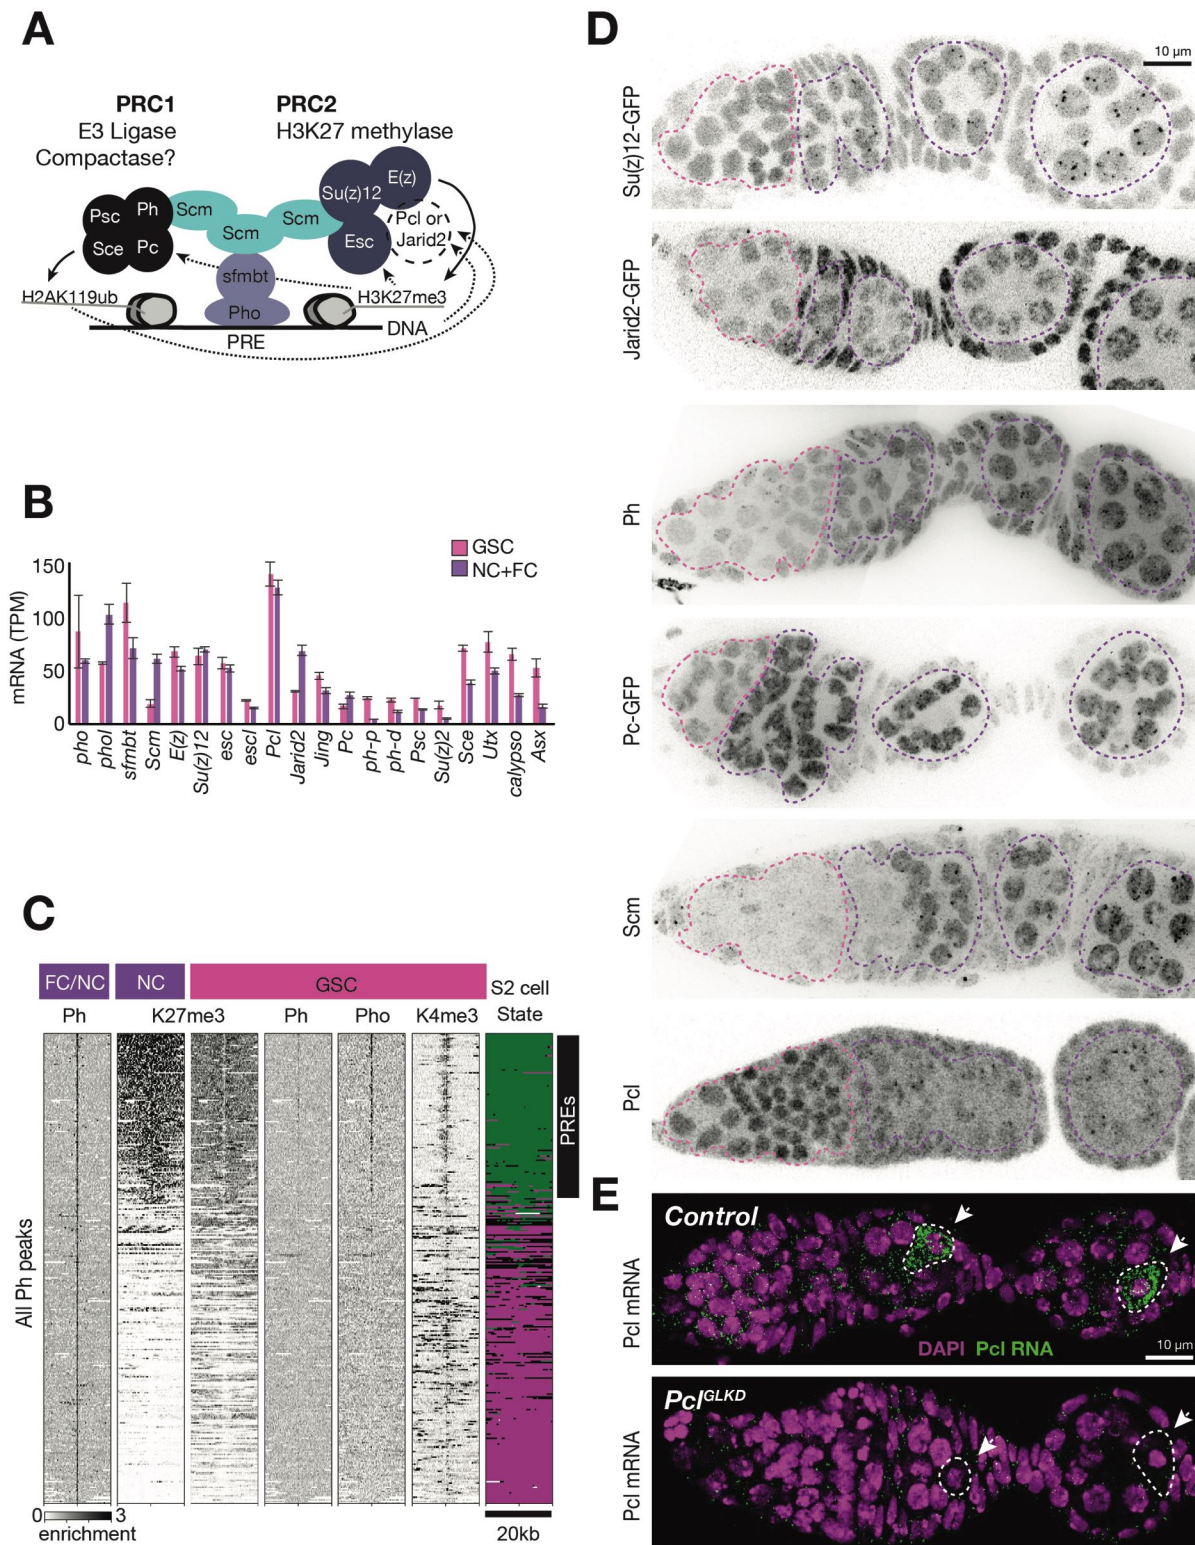 A
PRC1
E3 Ligase
Compactase?
PRC2
H3K27 methylase
Psc
Ph
Sce
Pc
Scm
Scm
Scm
Su(z)12
E(z)
Esc
Pcl or
Jarid2
sfmbt
Pho
H2AK119ub
H3K27me3
DNA
PRE
B
GSC
NC+FC
mRNA (TPM)
150
100
50
0
pho
phol
sfmbt
Scm
E(z)
Su(z)12
esc
escl
Pcl
Jarid2
Jing
Pc
ph-p
ph-d
Psc
Su(z)2
Sce
Utx
calypso
Asx
C
FC/NC
NC
GSC
S2 cell
State
Ph
K27me3
Ph
Pho
K4me3
PREs
All Ph peaks
0
3
enrichment
20kb
D
10 µm
Su(z)12-GFP
Jarid2-GFP
Ph
Pc-GFP
Scm
Pcl
E
Control
Pcl mRNA
DAPI Pcl RNA
10 µm
PclGLKD
Pcl mRNA